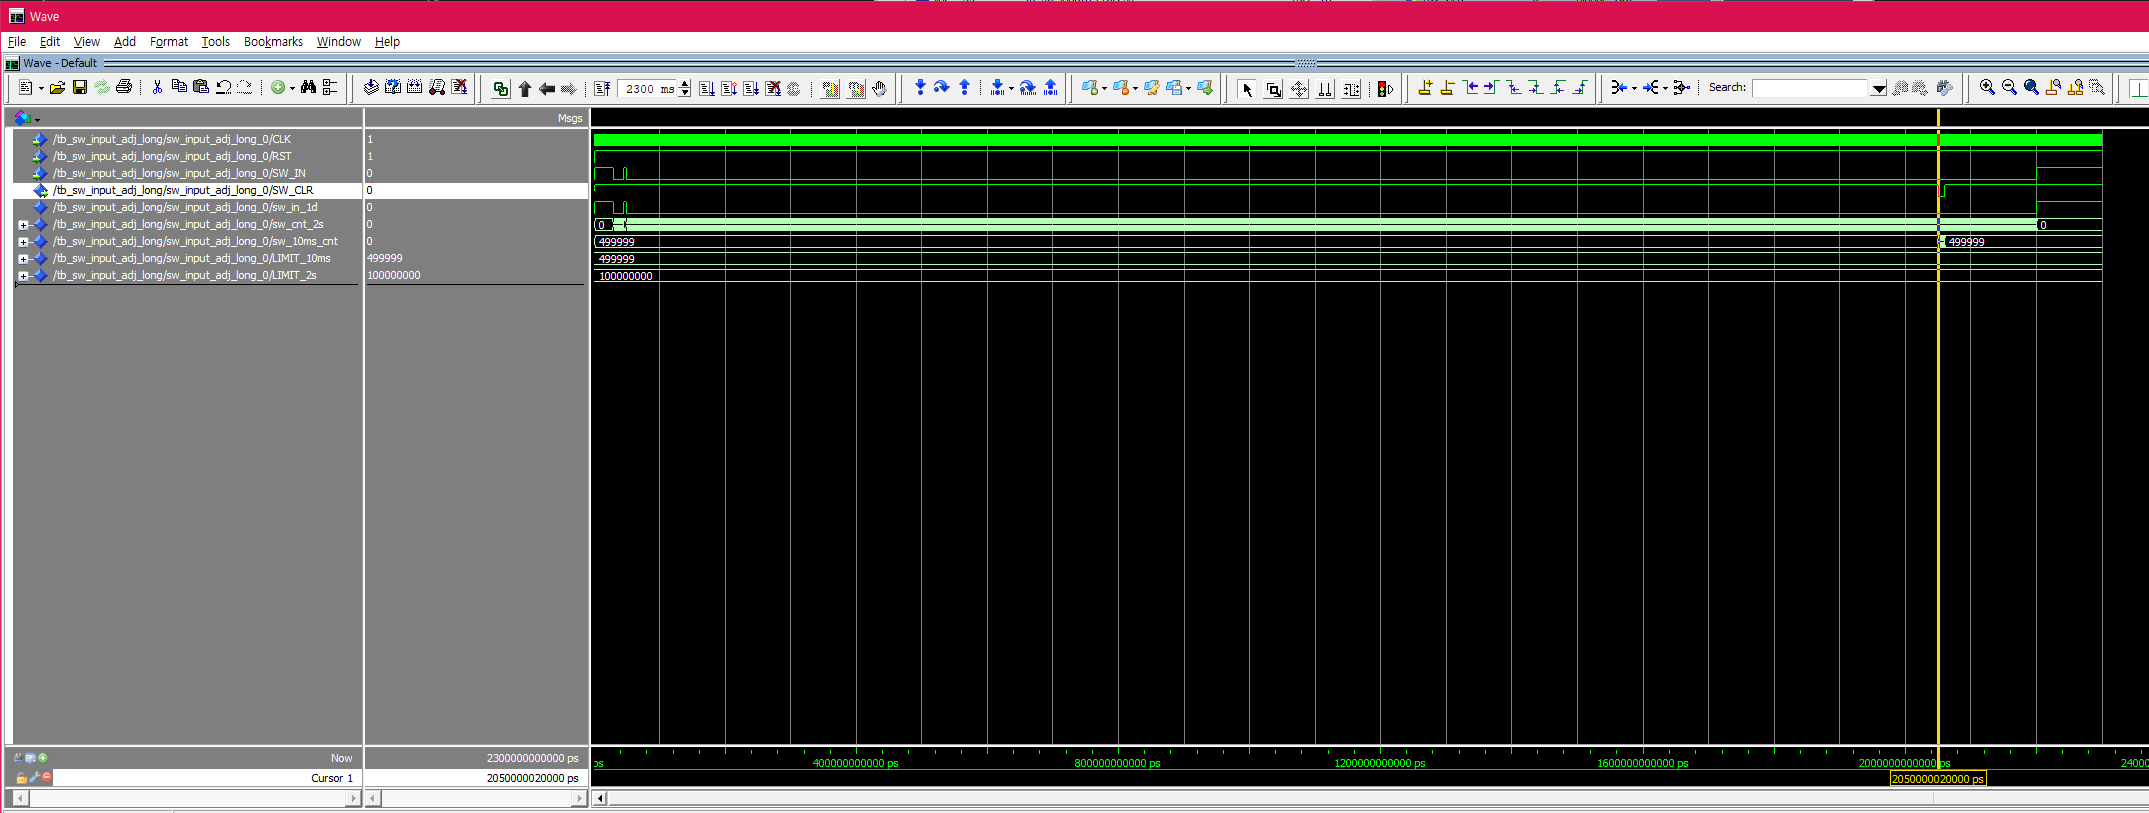 Wave
File Edit View Add Format Tools Bookmarks Window Help
Wave - Default
2300 ms
Search:
Msgs
/tb_sw_input_adj_long/sw_input_adj_long_0/CLK 1
/tb_sw_input_adj_long/sw_input_adj_long_0/RST 1
/tb_sw_input_adj_long/sw_input_adj_long_0/SW_IN 0
/tb_sw_input_adj_long/sw_input_adj_long_0/SW_CLR 0
/tb_sw_input_adj_long/sw_input_adj_long_0/sw_in_1d 0
/tb_sw_input_adj_long/sw_input_adj_long_0/sw_cnt_2s 0 0 0
/tb_sw_input_adj_long/sw_input_adj_long_0/sw_10ms_cnt 0 499999 499999
/tb_sw_input_adj_long/sw_input_adj_long_0/LIMIT_10ms 499999 499999
/tb_sw_input_adj_long/sw_input_adj_long_0/LIMIT_2s 100000000 100000000
Now 2300000000000 ps
ps 400000000000 ps 800000000000 ps 1200000000000 ps 1600000000000 ps 2000000000000 ps 24000
Cursor 1 2050000020000 ps 2050000020000 ps